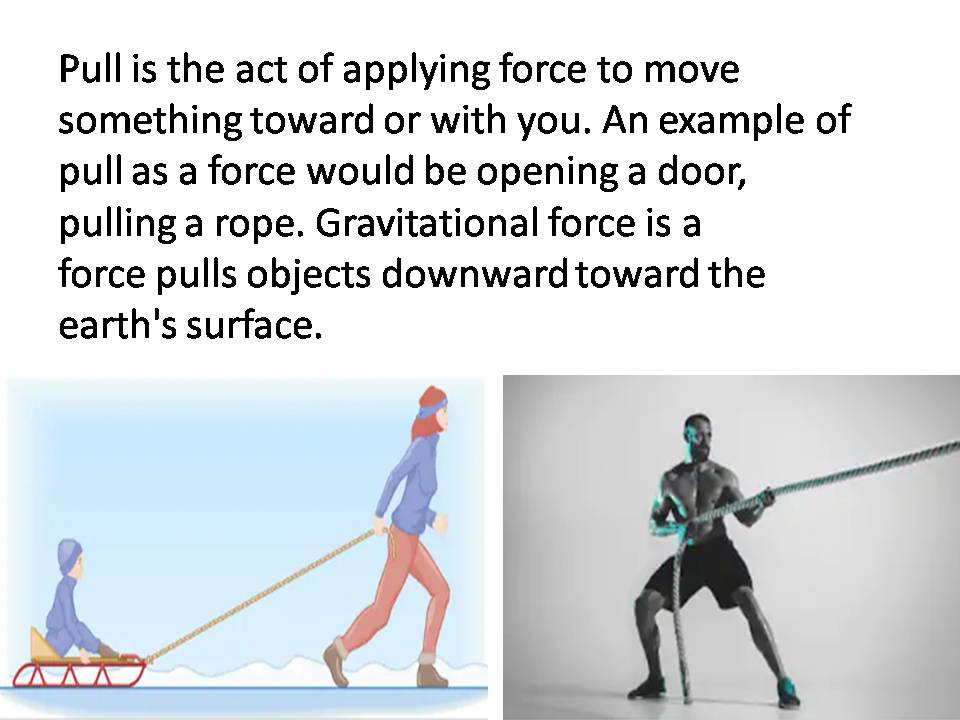 Pull is the act of applying force to move
something toward or with you. An example of
pull as a force would be opening a door,
pulling a rope. Gravitational force is a
force pulls objects downward toward the
earth's surface.